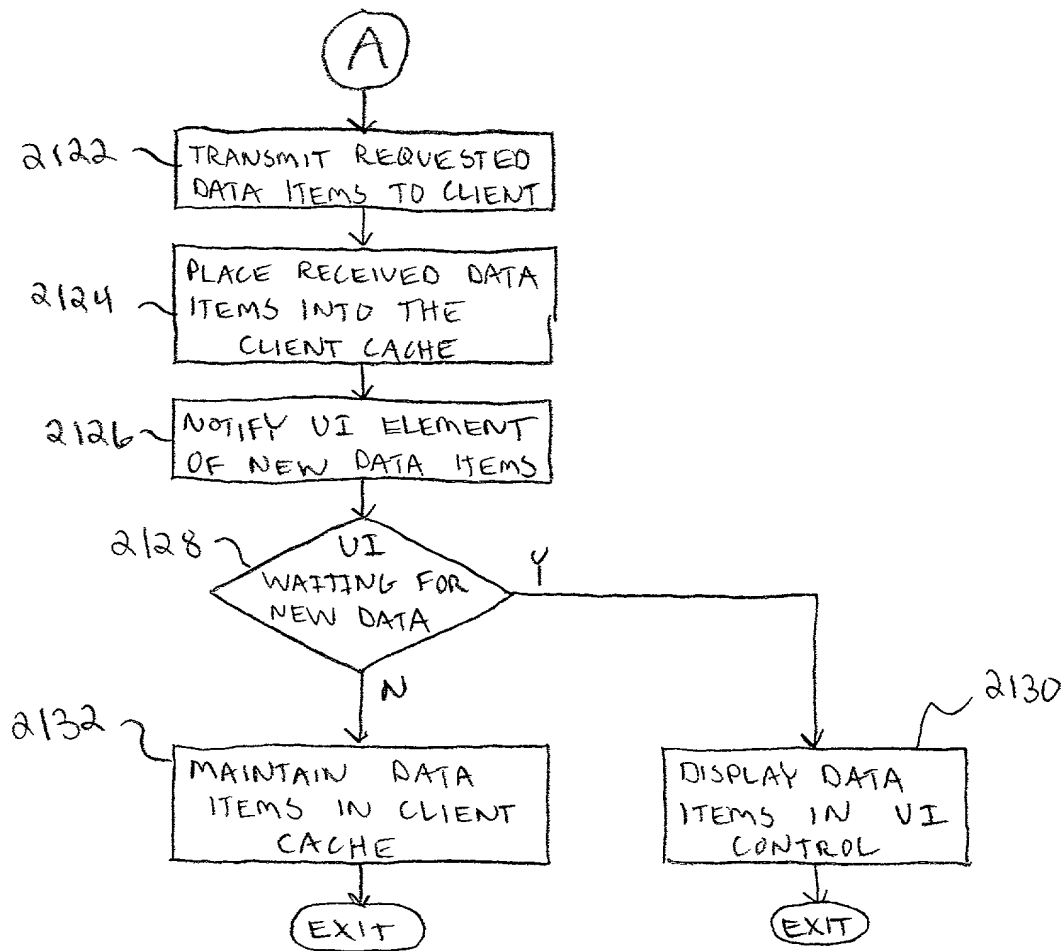 A
2122
TRANSMIT REQUESTED
DATA ITEMS TO CLIENT
2124
PLACE RECEIVED DATA
ITEMS INTO THE
CLIENT CACHE
2126
NOTIFY UI ELEMENT
OF NEW DATA ITEMS
2128
UI
WAITING FOR
NEW DATA
Y
N
2132
MAINTAIN DATA
ITEMS IN CLIENT
CACHE
EXIT
2130
DISPLAY DATA
ITEMS IN UI
CONTROL
EXIT